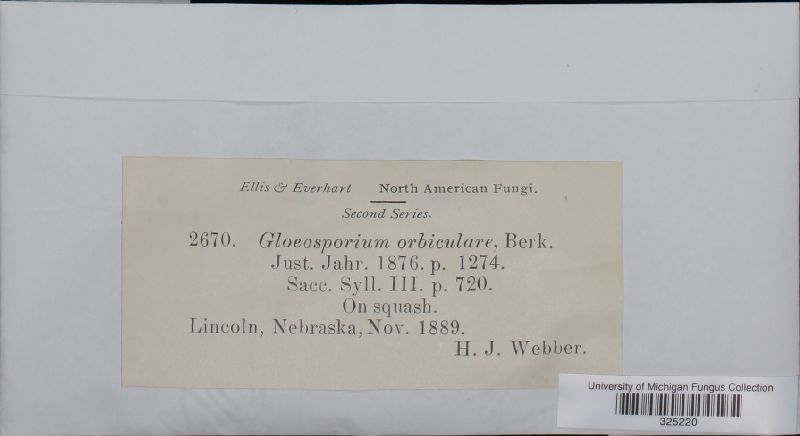 Ellis & Everhart North American Fungi.
Second Series.
2670. Gloeosporium orbiculare, Berk.
Just. Jahr. 1876. p. 1274.
Sacc. Syll. III. p. 720.
On squash.
Lincoln, Nebraska, Nov. 1889.
H. J. Webber.
University of Michigan Fungus Collection
325220